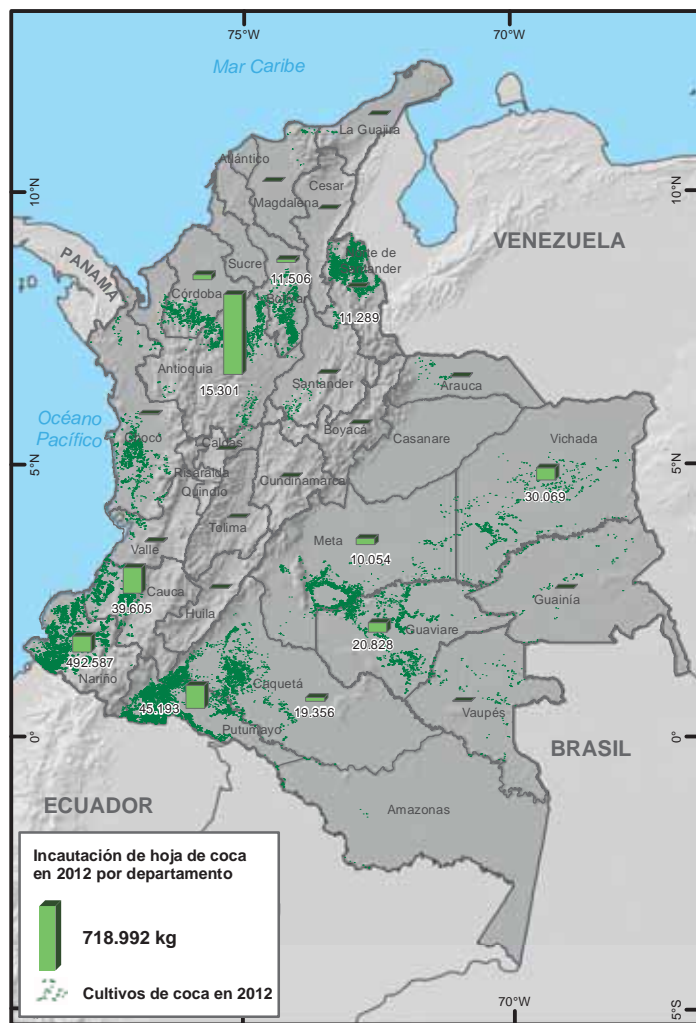 75°W
70°W
Mar Caribe
La Guajira
Atlántico
10°N
10°N
Cesar
Magdalena
PANAMÁ
VENEZUELA
Sucre
11.506
Córdoba
Bolívar
11.289
Antioquia
15.301
Santander
Arauca
Océano
Pacífico
Chocó
Boyacá
Casanare
Vichada
Caldas
5°N
5°N
Risaralda
Quindío
Cundinamarca
30.069
Tolima
Meta
Valle
10.054
Cauca
39.605
Huila
Guainía
Guaviare
20.828
492.587
Nariño
Caquetá
45.193
19.356
Vaupés
Putumayo
0°
0°
BRASIL
ECUADOR
Amazonas
Incautación de hoja de coca
en 2012 por departamento
718.992 kg
Cultivos de coca en 2012
70°W
5°S